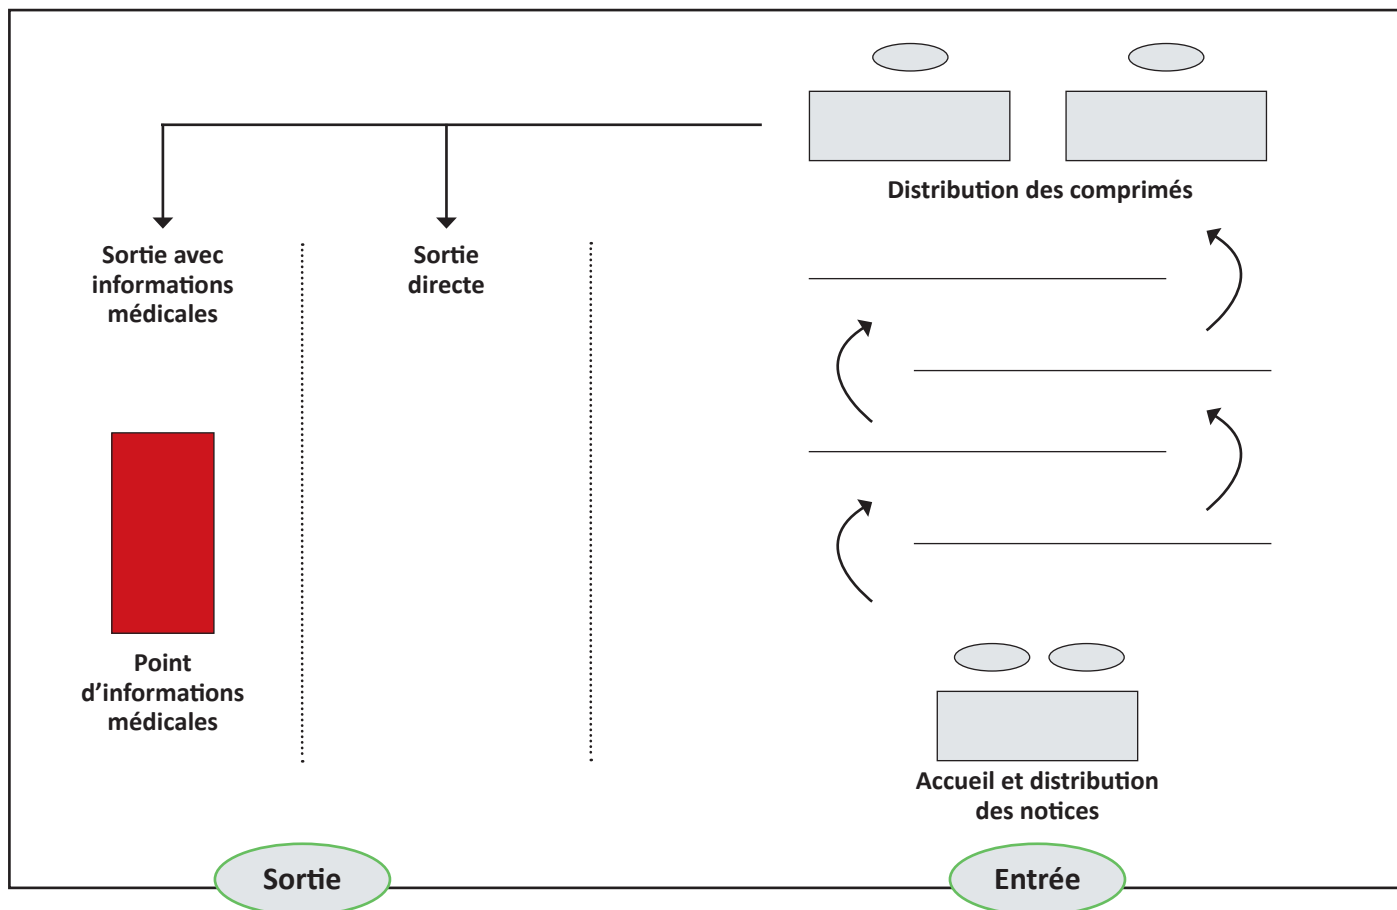 Distribution des comprimés
Sortie avec
informations
médicales
Sortie
directe
Point
d’informations
médicales
Accueil et distribution
des notices
Sortie
Entrée